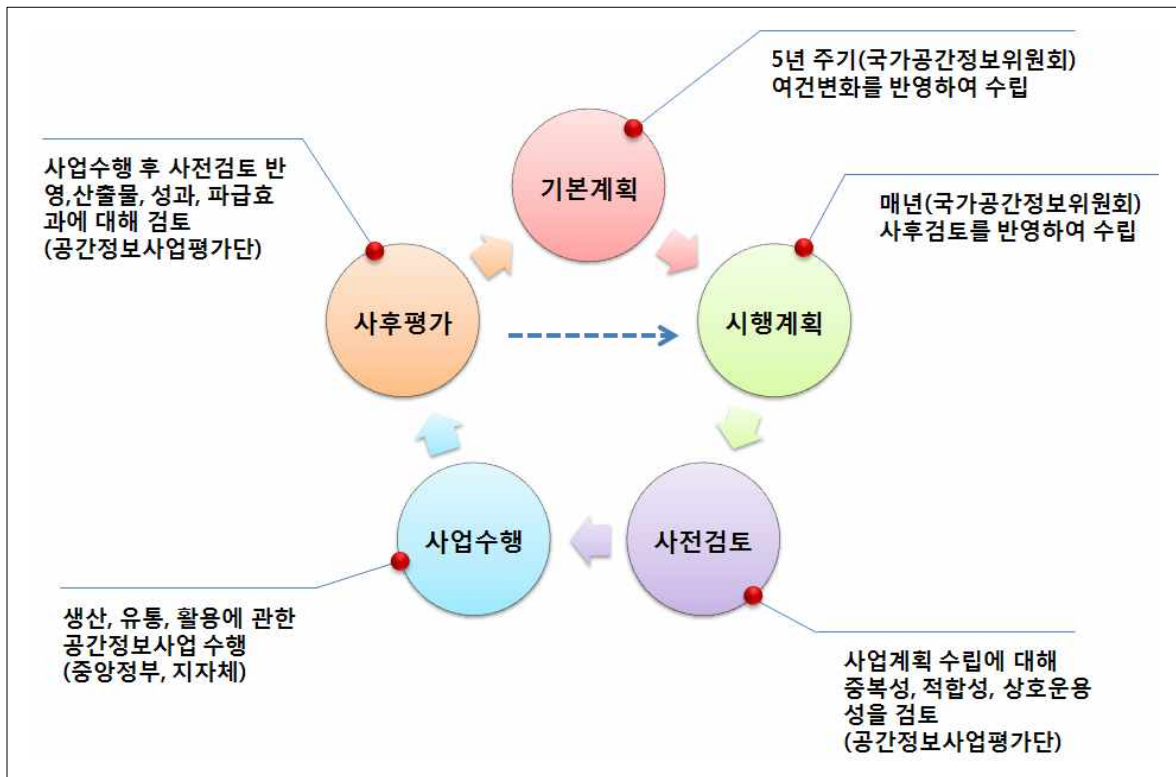 5년 주기(국가공간정보위원회)
여건변화를 반영하여 수립
기본계획
매년(국가공간정보위원회)
사후검토를 반영하여 수립
시행계획
사업계획 수립에 대해
중복성, 적합성, 상호운용
성을 검토
(공간정보사업평가단)
사전검토
생산, 유통, 활용에 관한
공간정보사업 수행
(중앙정부, 지자체)
사업수행
사업수행 후 사전검토 반
영,산출물, 성과, 파급효
과에 대해 검토
(공간정보사업평가단)
사후평가